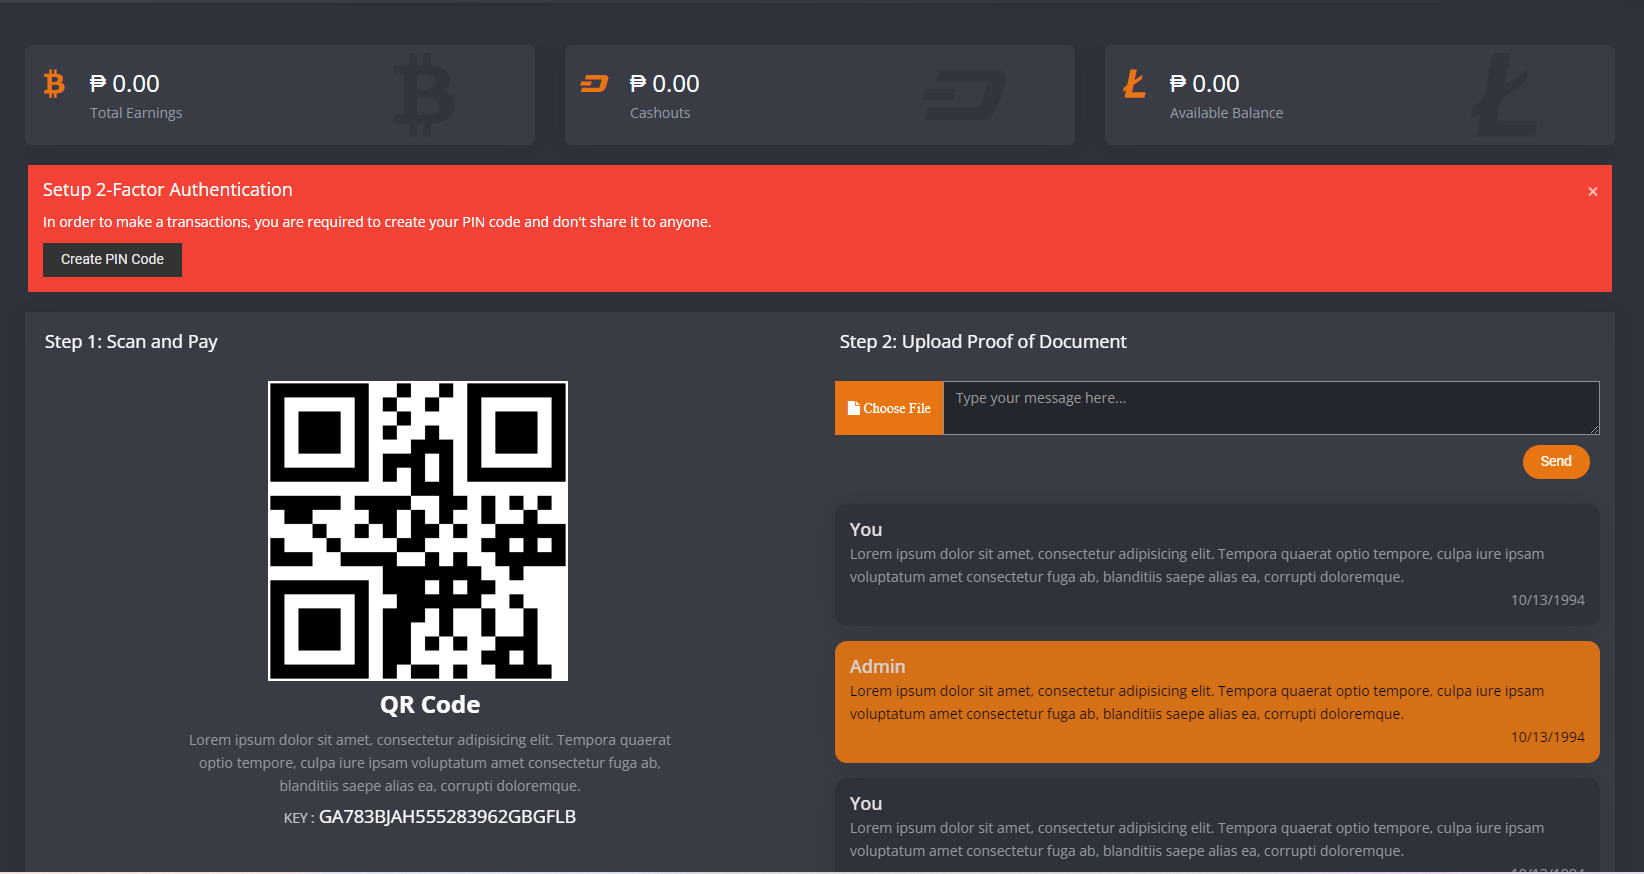 ₱ 0.00
Total Earnings
₱ 0.00
Cashouts
₱ 0.00
Available Balance
Setup 2-Factor Authentication
×
In order to make a transactions, you are required to create your PIN code and don't share it to anyone.
Create PIN Code
Step 1: Scan and Pay
QR Code
Lorem ipsum dolor sit amet, consectetur adipisicing elit. Tempora quaerat
optio tempore, culpa iure ipsam voluptatum amet consectetur fuga ab,
blanditiis saepe alias ea, corrupti doloremque.
KEY : GA783BJAH555283962GBGFLB
Step 2: Upload Proof of Document
Choose File
Type your message here...
Send
You
Lorem ipsum dolor sit amet, consectetur adipisicing elit. Tempora quaerat optio tempore, culpa iure ipsam
voluptatum amet consectetur fuga ab, blanditiis saepe alias ea, corrupti doloremque.
10/13/1994
Admin
Lorem ipsum dolor sit amet, consectetur adipisicing elit. Tempora quaerat optio tempore, culpa iure ipsam
voluptatum amet consectetur fuga ab, blanditiis saepe alias ea, corrupti doloremque.
10/13/1994
You
Lorem ipsum dolor sit amet, consectetur adipisicing elit. Tempora quaerat optio tempore, culpa iure ipsam
voluptatum amet consectetur fuga ab, blanditiis saepe alias ea, corrupti doloremque.